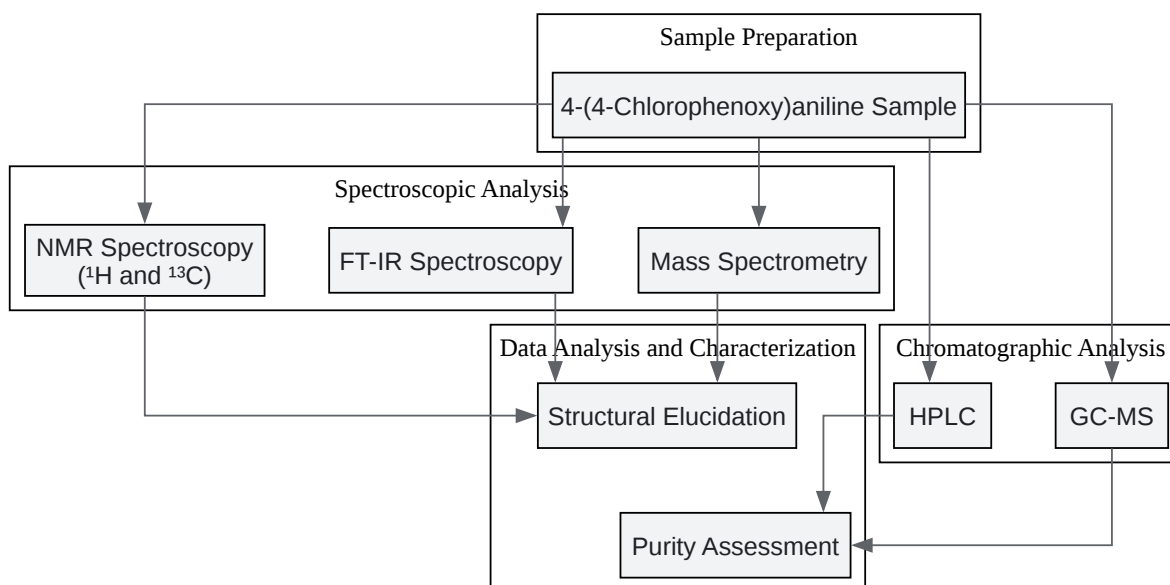 Sample Preparation
4-(4-Chlorophenoxy)aniline Sample
Spectroscopic Analysis
NMR Spectroscopy
(¹H and ¹³C)
FT-IR Spectroscopy
Mass Spectrometry
Data Analysis and Characterization
Chromatographic Analysis
Structural Elucidation
HPLC
GC-MS
Purity Assessment